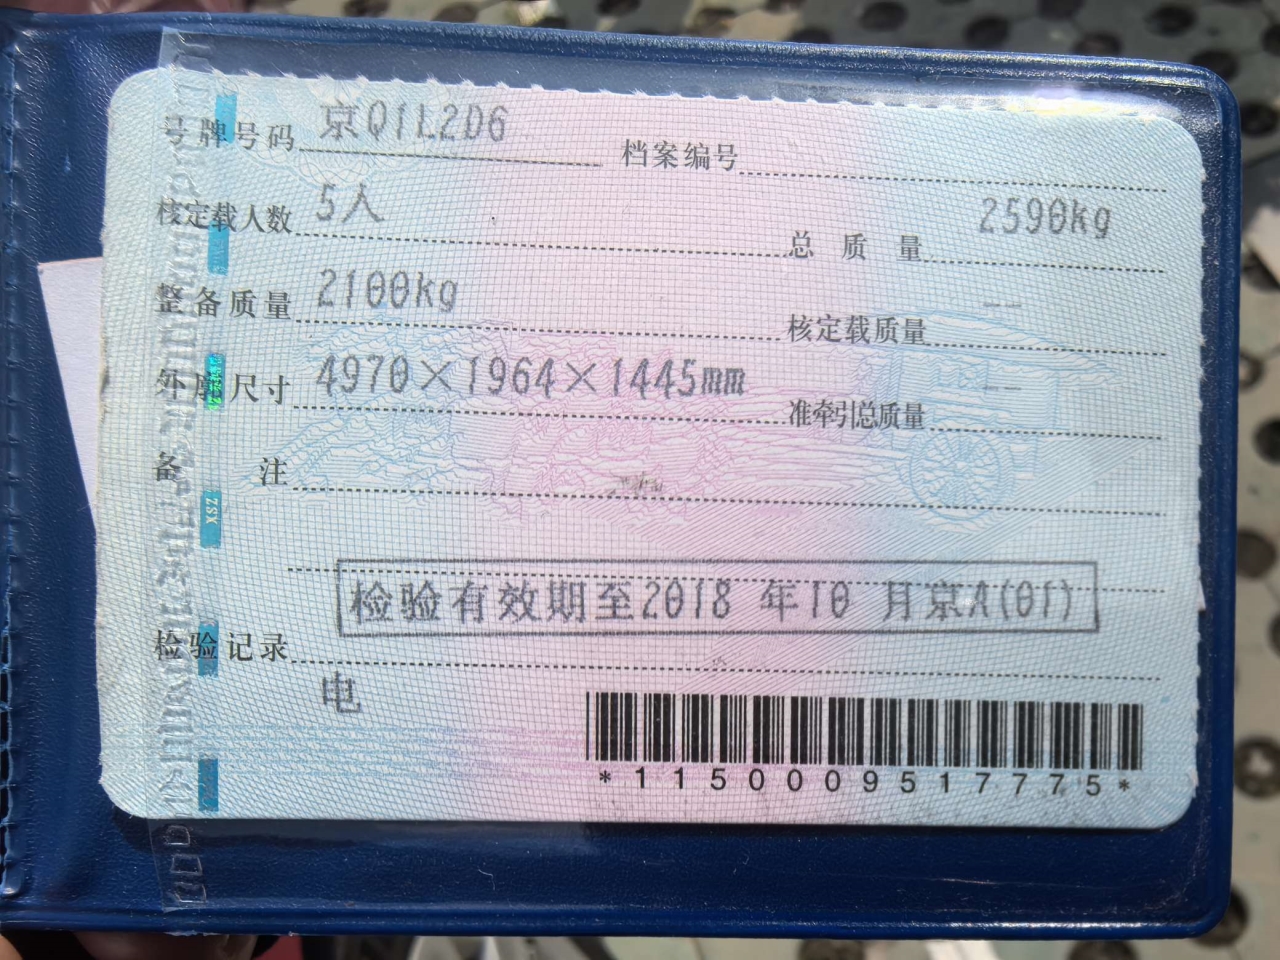 号牌号码 京Q1L2D6 档案编号
核定载人数 5人 总质量 2590kg
整备质量 2100kg 核定载质量 --
外廓尺寸 4970×1964×1445mm 准牵引总质量 --
备注
检验有效期至2018 年10 月京A(01)
检验记录
电
*1150009517775*
XSZ